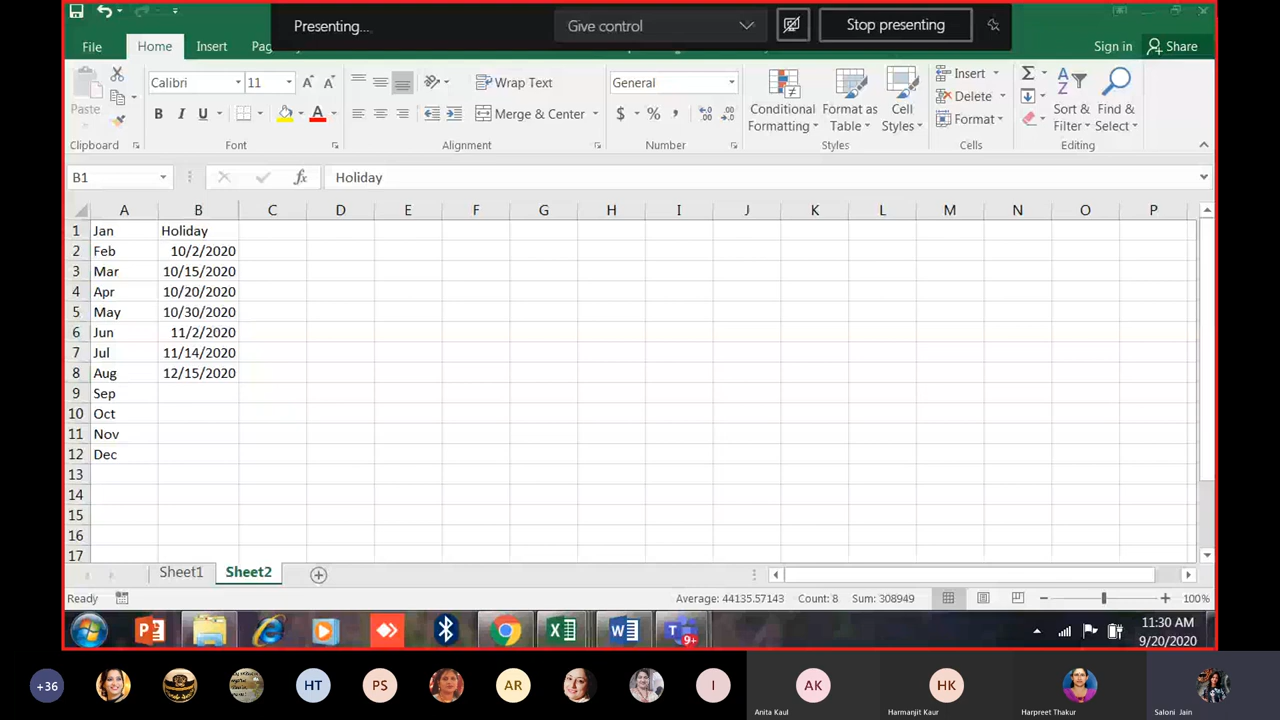 Presenting...
Give control
Stop presenting
File
Home
Insert
Pag
Sign in
Share
Calibri
11
Wrap Text
General
Insert
Paste
B I U
Merge & Center
$ % ,
Conditional Formatting
Format as Table
Cell Styles
Delete
Format
Sort & Filter
Find & Select
Clipboard
Font
Alignment
Number
Styles
Cells
Editing
B1
fx
Holiday
A B C D E F G H I J K L M N O P
1 Jan Holiday
2 Feb 10/2/2020
3 Mar 10/15/2020
4 Apr 10/20/2020
5 May 10/30/2020
6 Jun 11/2/2020
7 Jul 11/14/2020
8 Aug 12/15/2020
9 Sep
10 Oct
11 Nov
12 Dec
13
14
15
16
17
Sheet1
Sheet2
Ready
Average: 44135.57143 Count: 8 Sum: 308949
100%
9+
11:30 AM
9/20/2020
+36
HT
PS
AR
I
AK
HK
Anita Kaul
Harmanjit Kaur
Harpreet Thakur
Saloni Jain